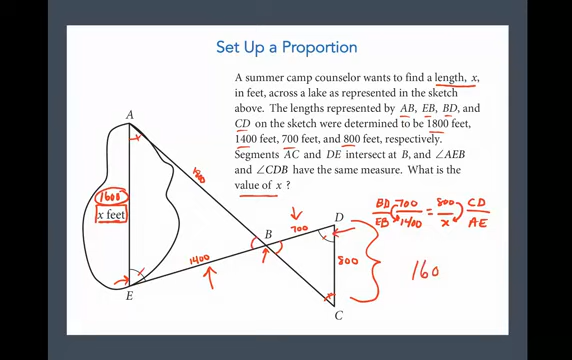 Set Up a Proportion
A summer camp counselor wants to find a length, x,
in feet, across a lake as represented in the sketch
above. The lengths represented by AB, EB, BD, and
CD on the sketch were determined to be 1800 feet,
1400 feet, 700 feet, and 800 feet, respectively.
Segments AC and DE intersect at B, and ∠AEB
and ∠CDB have the same measure. What is the
value of x ?
A
1800
1600
x feet
B
700
D
1400
800
E
C
BD 700 = 800 CD
EB 1400 x AE
160